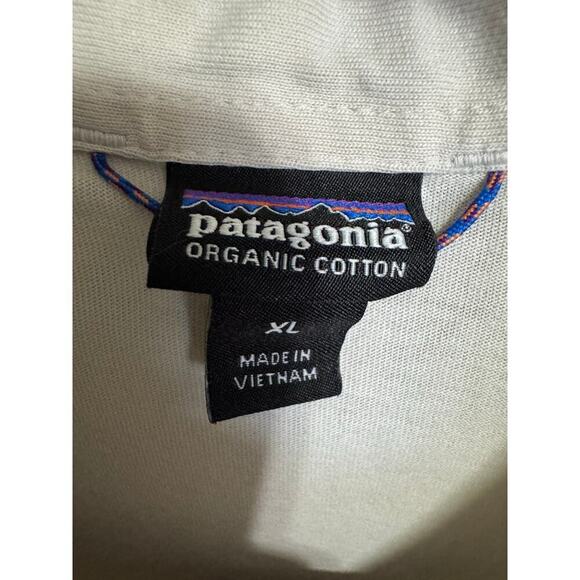 patagonia®
ORGANIC COTTON
XL
MADE IN
VIETNAM